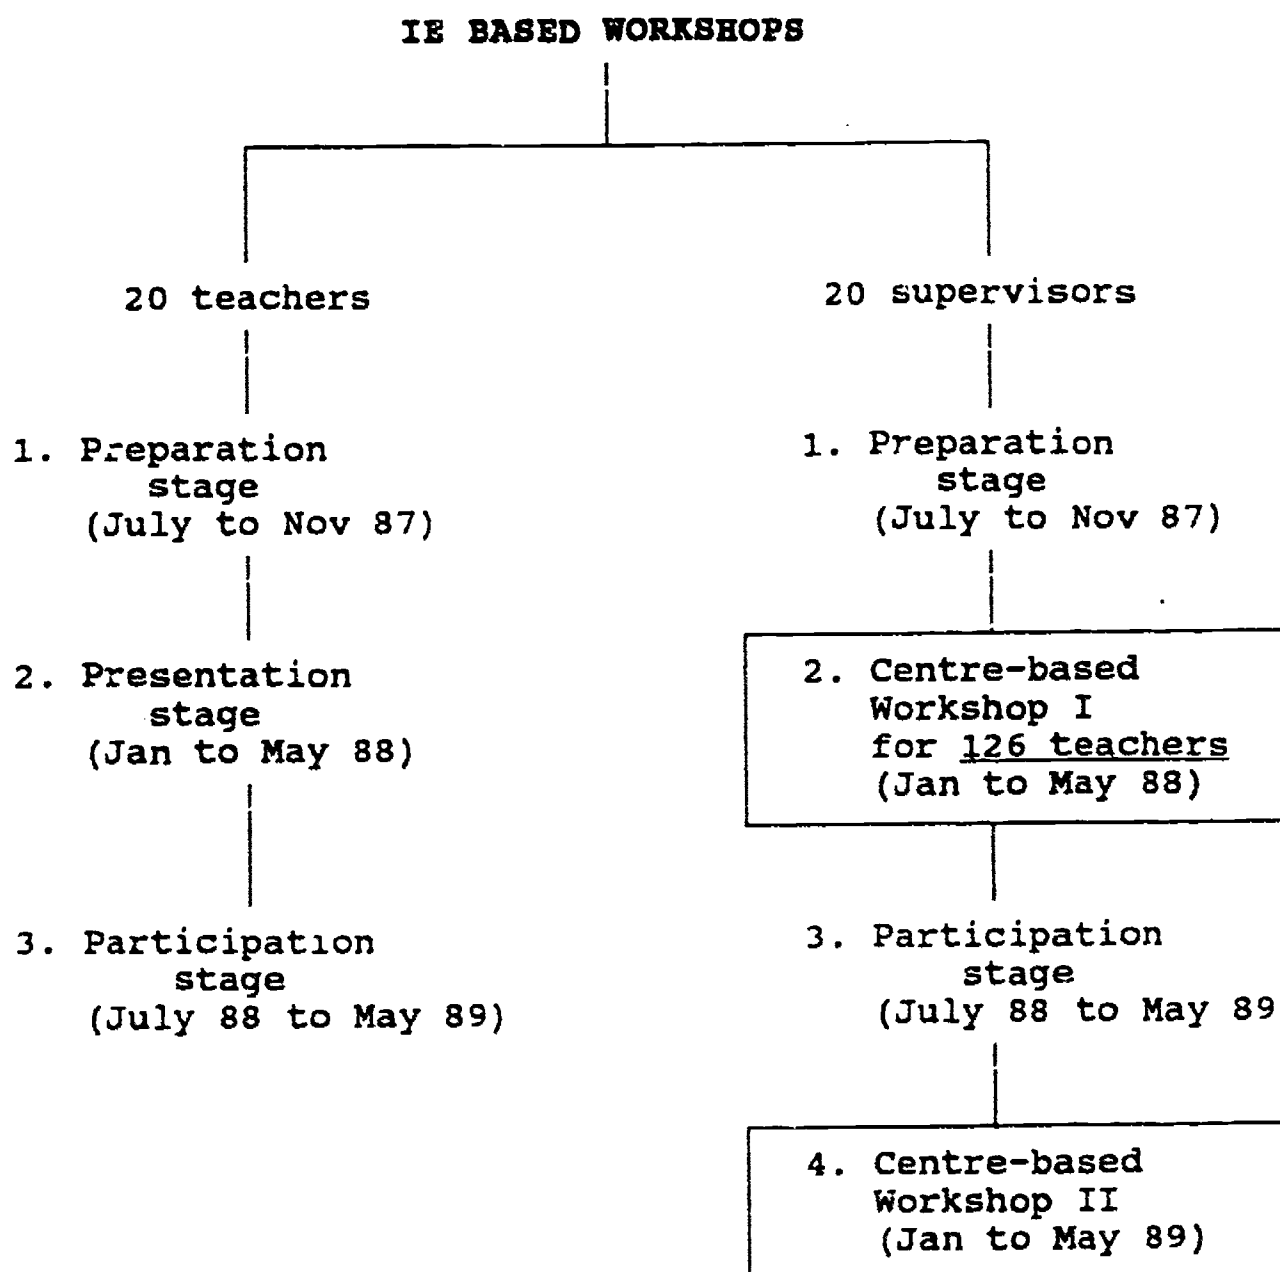 IE BASED WORKSHOPS
20 teachers
1. Preparation
stage
(July to Nov 87)
2. Presentation
stage
(Jan to May 88)
3. Participation
stage
(July 88 to May 89)
20 supervisors
1. Preparation
stage
(July to Nov 87)
2. Centre-based
Workshop I
for 126 teachers
(Jan to May 88)
3. Participation
stage
(July 88 to May 89
4. Centre-based
Workshop II
(Jan to May 89)